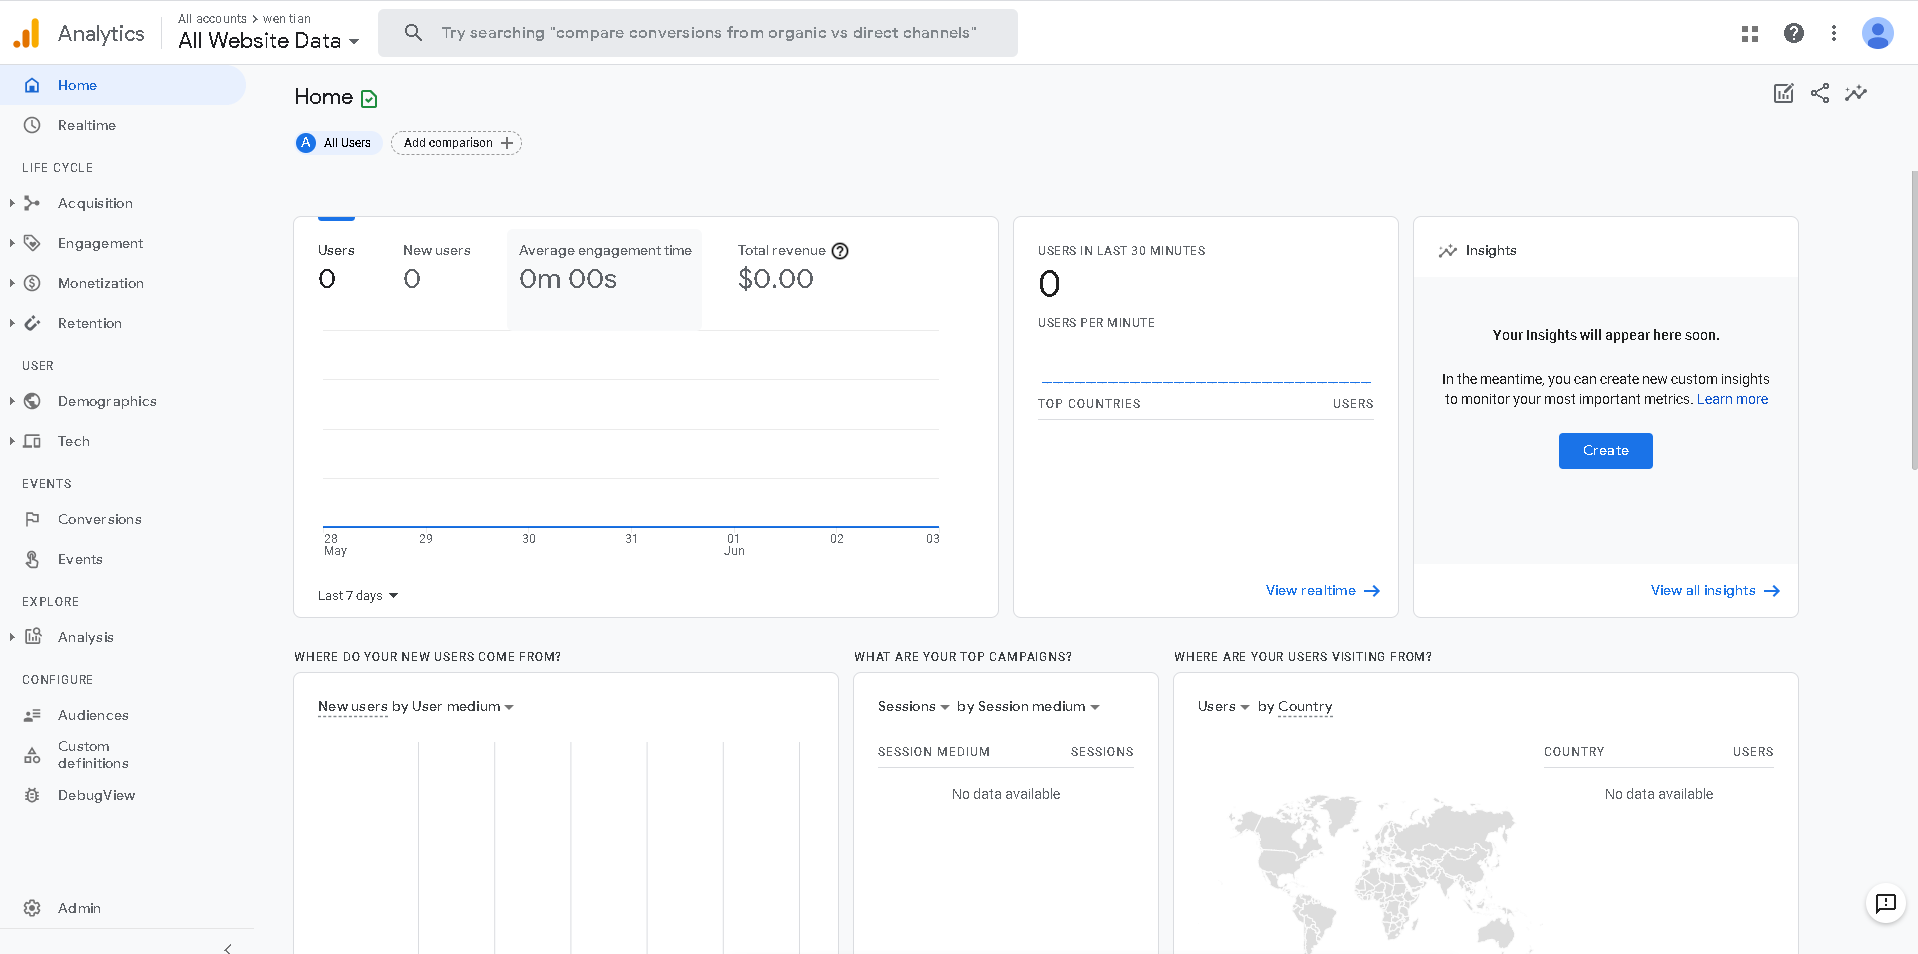 Analytics
All accounts > wen tian
All Website Data
Try searching "compare conversions from organic vs direct channels"
Home
Realtime
LIFE CYCLE
Acquisition
Engagement
Monetization
Retention
USER
Demographics
Tech
EVENTS
Conversions
Events
EXPLORE
Analysis
CONFIGURE
Audiences
Custom
definitions
DebugView
Admin
Home
A All Users
Add comparison
Users
0
New users
0
Average engagement time
0m 00s
Total revenue
$0.00
28 29 30 31 01 02 03
May Jun
Last 7 days
USERS IN LAST 30 MINUTES
0
USERS PER MINUTE
TOP COUNTRIES USERS
View realtime
Insights
Your Insights will appear here soon.
In the meantime, you can create new custom insights
to monitor your most important metrics. Learn more
Create
View all insights
WHERE DO YOUR NEW USERS COME FROM?
New users by User medium
WHAT ARE YOUR TOP CAMPAIGNS?
Sessions by Session medium
SESSION MEDIUM SESSIONS
No data available
WHERE ARE YOUR USERS VISITING FROM?
Users by Country
COUNTRY USERS
No data available